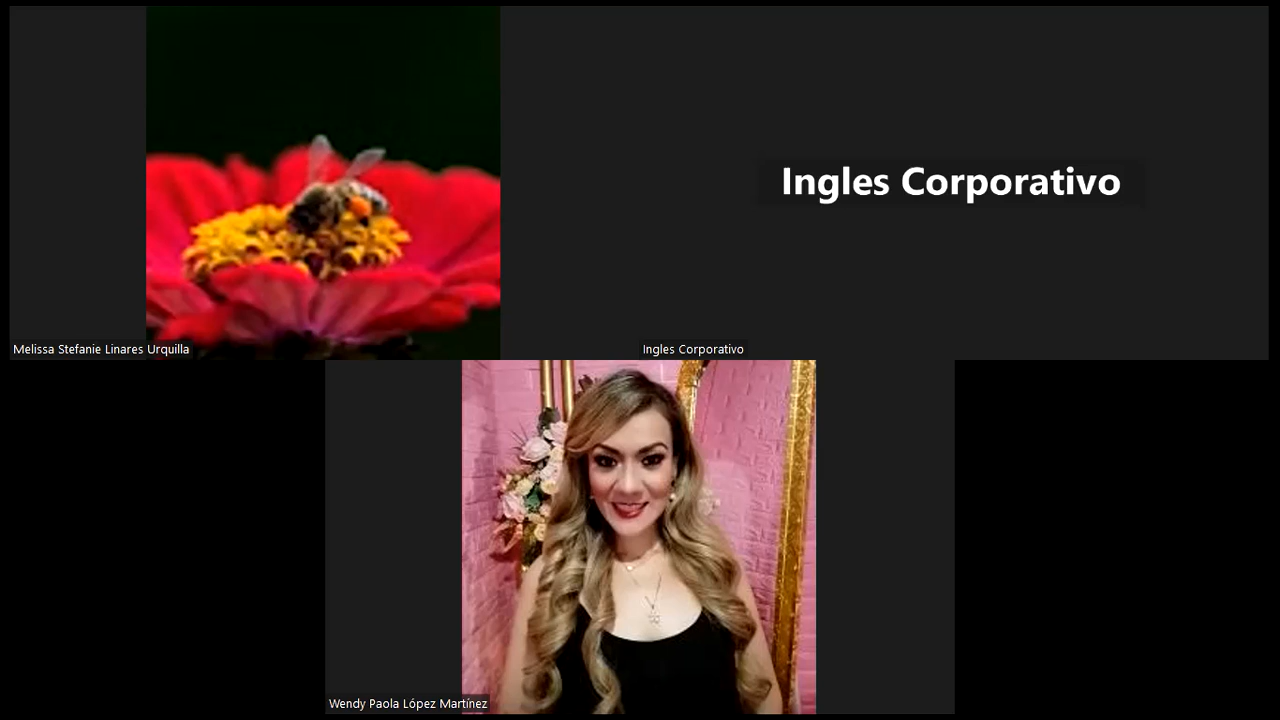 Ingles Corporativo
Melissa Stefanie Linares Urquilla
Ingles Corporativo
Wendy Paola López Martínez